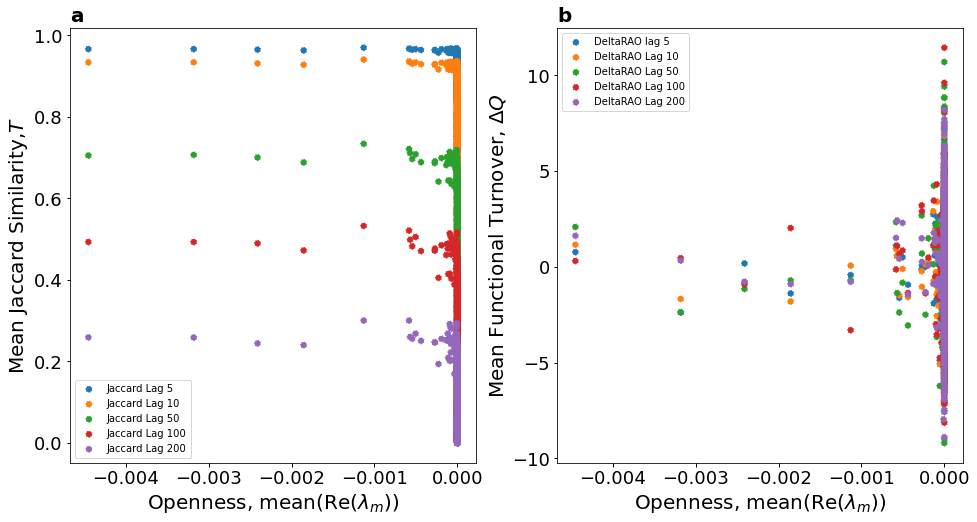 a
1.0
0.8
0.6
0.4
0.2
0.0
Mean Jaccard Similarity,T
Jaccard Lag 5
Jaccard Lag 10
Jaccard Lag 50
Jaccard Lag 100
Jaccard Lag 200
−0.004 −0.003 −0.002 −0.001 0.000
Openness, mean(Re(λm))
b
10
5
0
−5
−10
Mean Functional Turnover, ΔQ
DeltaRAO lag 5
DeltaRAO Lag 10
DeltaRAO Lag 50
DeltaRAO Lag 100
DeltaRAO Lag 200
−0.004 −0.003 −0.002 −0.001 0.000
Openness, mean(Re(λm))